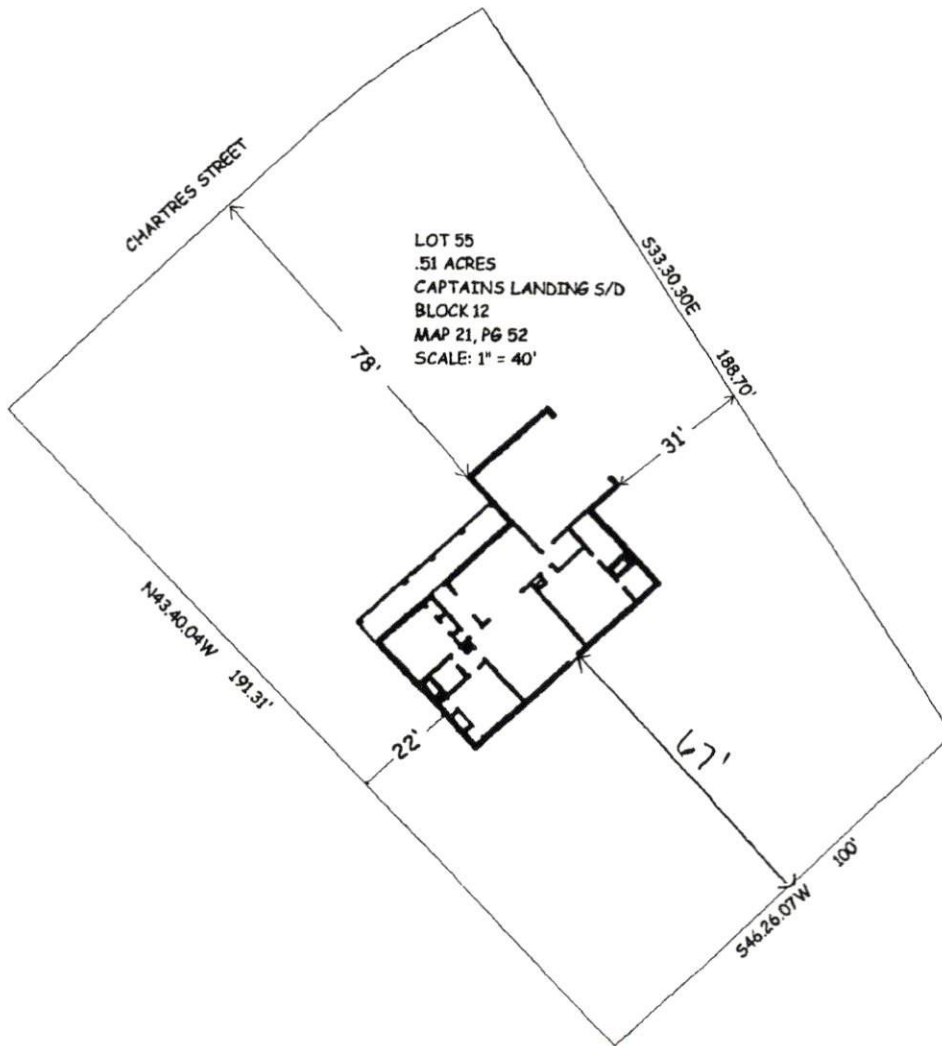 CHARTRES STREET
LOT 55
.51 ACRES
CAPTAINS LANDING S/D
BLOCK 12
MAP 21, PG 52
SCALE: 1" = 40'
S33.30.30E 188.70'
78'
31'
N43.40.04W 191.31'
22'
67'
S46.26.07W 100'